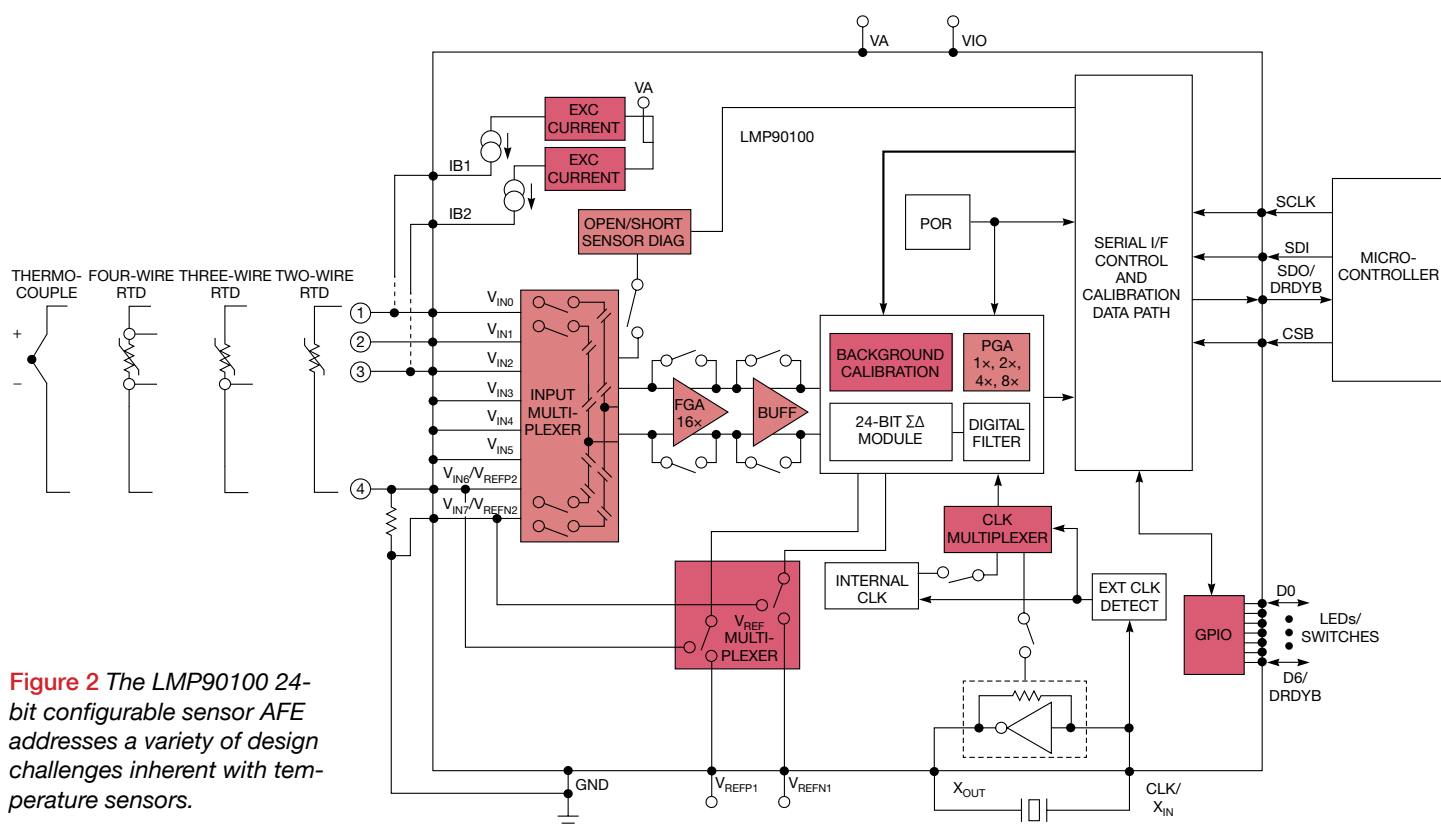 VA
VIO
VA
EXC
CURRENT
EXC
CURRENT
LMP90100
IB1
IB2
OPEN/SHORT
SENSOR DIAG
POR
SERIAL I/F
CONTROL
AND
CALIBRATION
DATA PATH
SCLK
SDI
SDO/
DRDYB
CSB
MICRO-
CONTROLLER
THERMO-
COUPLE
FOUR-WIRE
RTD
THREE-WIRE
RTD
TWO-WIRE
RTD
+
−
1
2
3
4
VIN0
VIN1
VIN2
VIN3
VIN4
VIN5
VIN6/VREFP2
VIN7/VREFN2
INPUT
MULTI-
PLEXER
FGA
16×
BUFF
BACKGROUND
CALIBRATION
PGA
1×, 2×,
4×, 8×
24-BIT ΣΔ
MODULE
DIGITAL
FILTER
CLK
MULTIPLEXER
INTERNAL
CLK
EXT CLK
DETECT
VREF
MULTI-
PLEXER
GPIO
D0
LEDs/
SWITCHES
D6/
DRDYB
GND
VREFP1
VREFN1
XOUT
CLK/
XIN
Figure 2 The LMP90100 24-
bit configurable sensor AFE
addresses a variety of design
challenges inherent with tem-
perature sensors.